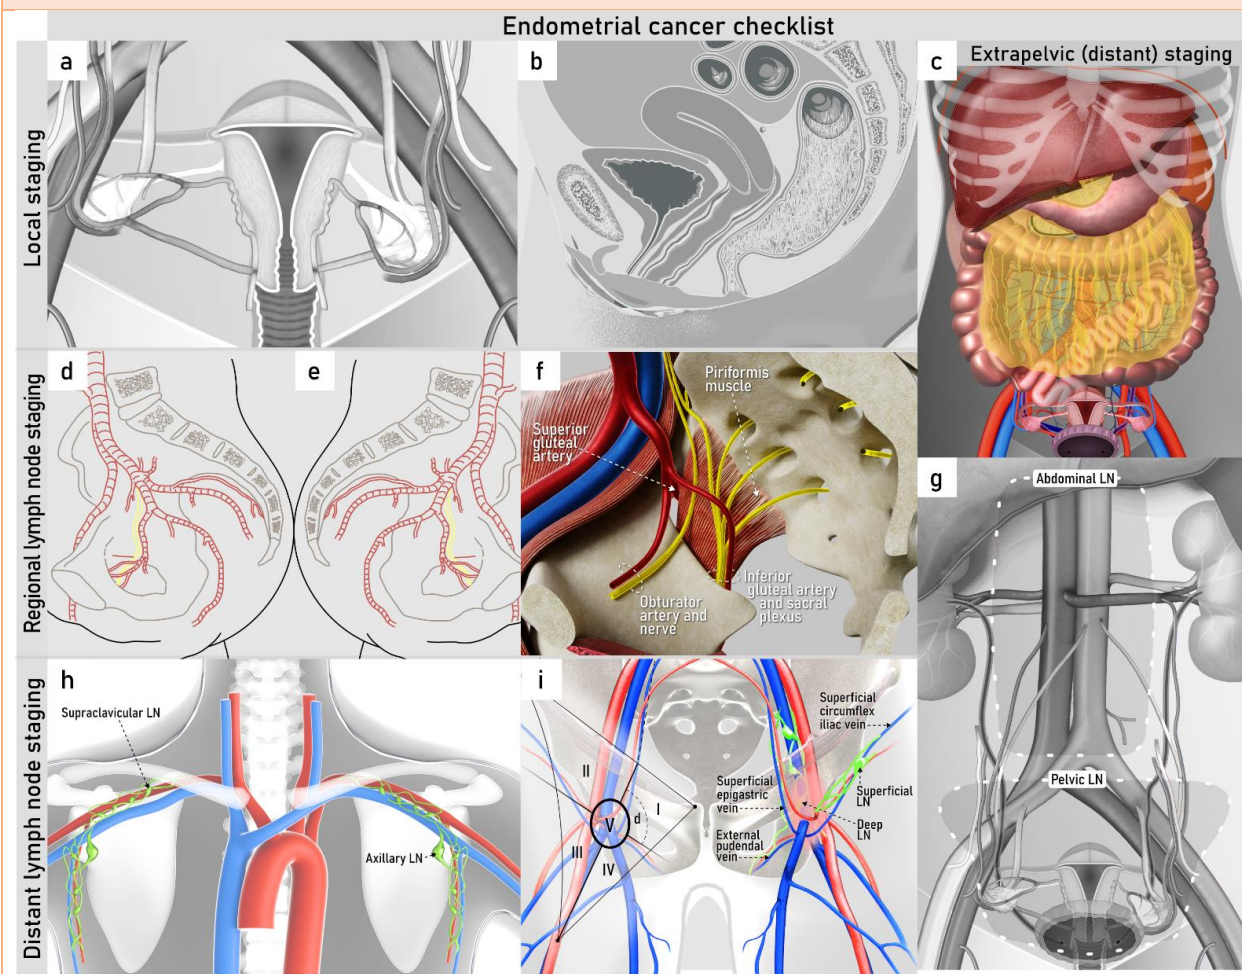 Endometrial cancer checklist
Local staging
a
b
c
Extrapelvic (distant) staging
Regional lymph node staging
d
e
f
Piriformis
muscle
Superior
gluteal
artery
Obturator
artery and
nerve
Inferior
gluteal artery
and sacral
plexus
g
Abdominal LN
Pelvic LN
Distant lymph node staging
h
Supraclavicular LN
Axillary LN
i
II
I
V
d
III
IV
Superficial
circumflex
iliac vein
Superficial
epigastric
vein
Superficial
LN
Deep
LN
External
pudendal
vein